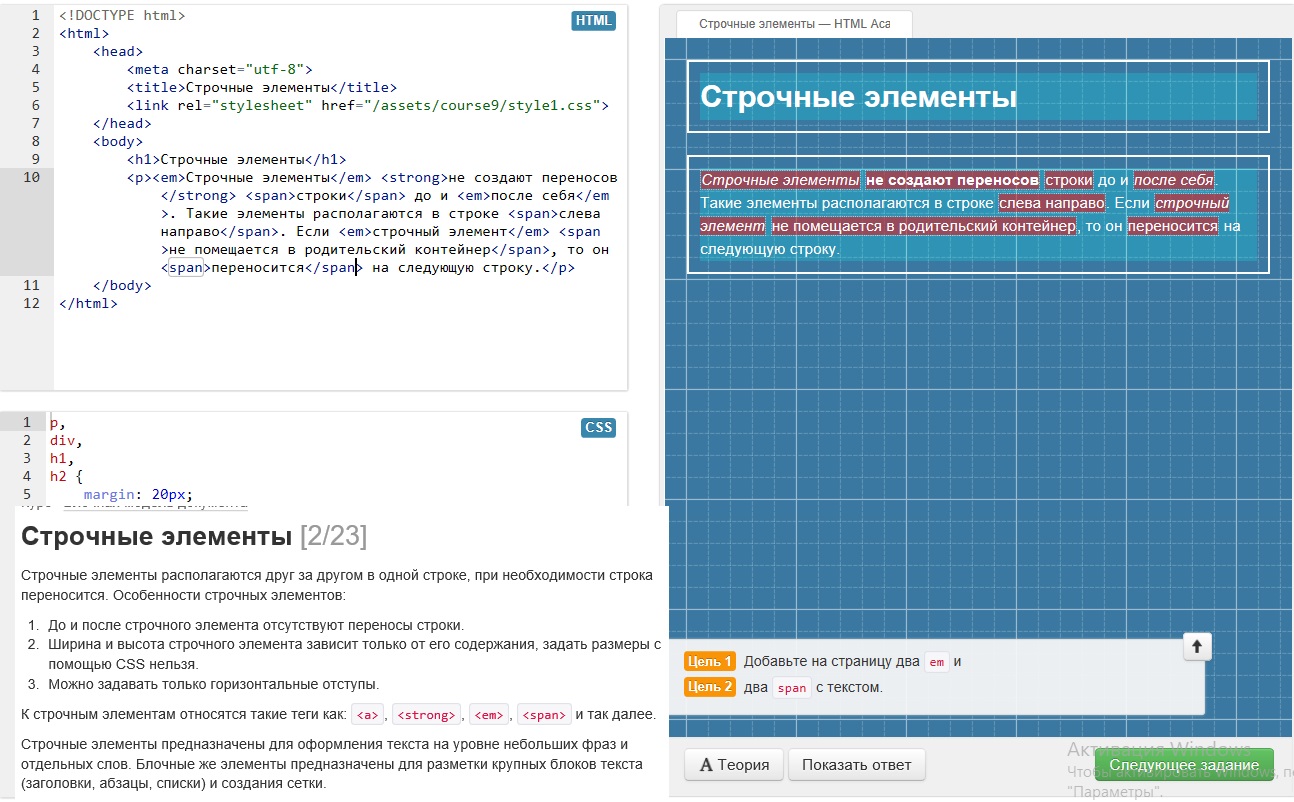 1 <!DOCTYPE html>
HTML
2 <html>
3 <head>
4 <meta charset="utf-8">
5 <title>Строчные элементы</title>
6 <link rel="stylesheet" href="/assets/course9/style1.css">
7 </head>
8 <body>
9 <h1>Строчные элементы</h1>
10 <p><em>Строчные элементы</em> <strong>не создают переносов
</strong> <span>строки</span> до и <em>после себя</em
>. Такие элементы располагаются в строке <span>слева
направо</span>. Если <em>строчный элемент</em> <span
>не помещается в родительский контейнер</span>, то он
<span>переносится</span> на следующую строку.</p>
11 </body>
12 </html>
CSS
1 p,
2 div,
3 h1,
4 h2 {
5 margin: 20px;
Строчные элементы [2/23]
Строчные элементы располагаются друг за другом в одной строке, при необходимости строка
переносится. Особенности строчных элементов:
1. До и после строчного элемента отсутствуют переносы строки.
2. Ширина и высота строчного элемента зависит только от его содержания, задать размеры с
помощью CSS нельзя.
3. Можно задавать только горизонтальные отступы.
К строчным элементам относятся такие теги как: <a>, <strong>, <em>, <span> и так далее.
Строчные элементы предназначены для оформления текста на уровне небольших фраз и
отдельных слов. Блочные же элементы предназначены для разметки крупных блоков текста
(заголовки, абзацы, списки) и создания сетки.
Строчные элементы — HTML Aca
Строчные элементы
Строчные элементы не создают переносов строки до и после себя.
Такие элементы располагаются в строке слева направо. Если строчный
элемент не помещается в родительский контейнер, то он переносится на
следующую строку.
Цель 1 Добавьте на страницу два em и
Цель 2 два span с текстом.
A Теория
Показать ответ
Следующее задание
Активация Windows
Чтобы активировать Windows, пе
"Параметры".